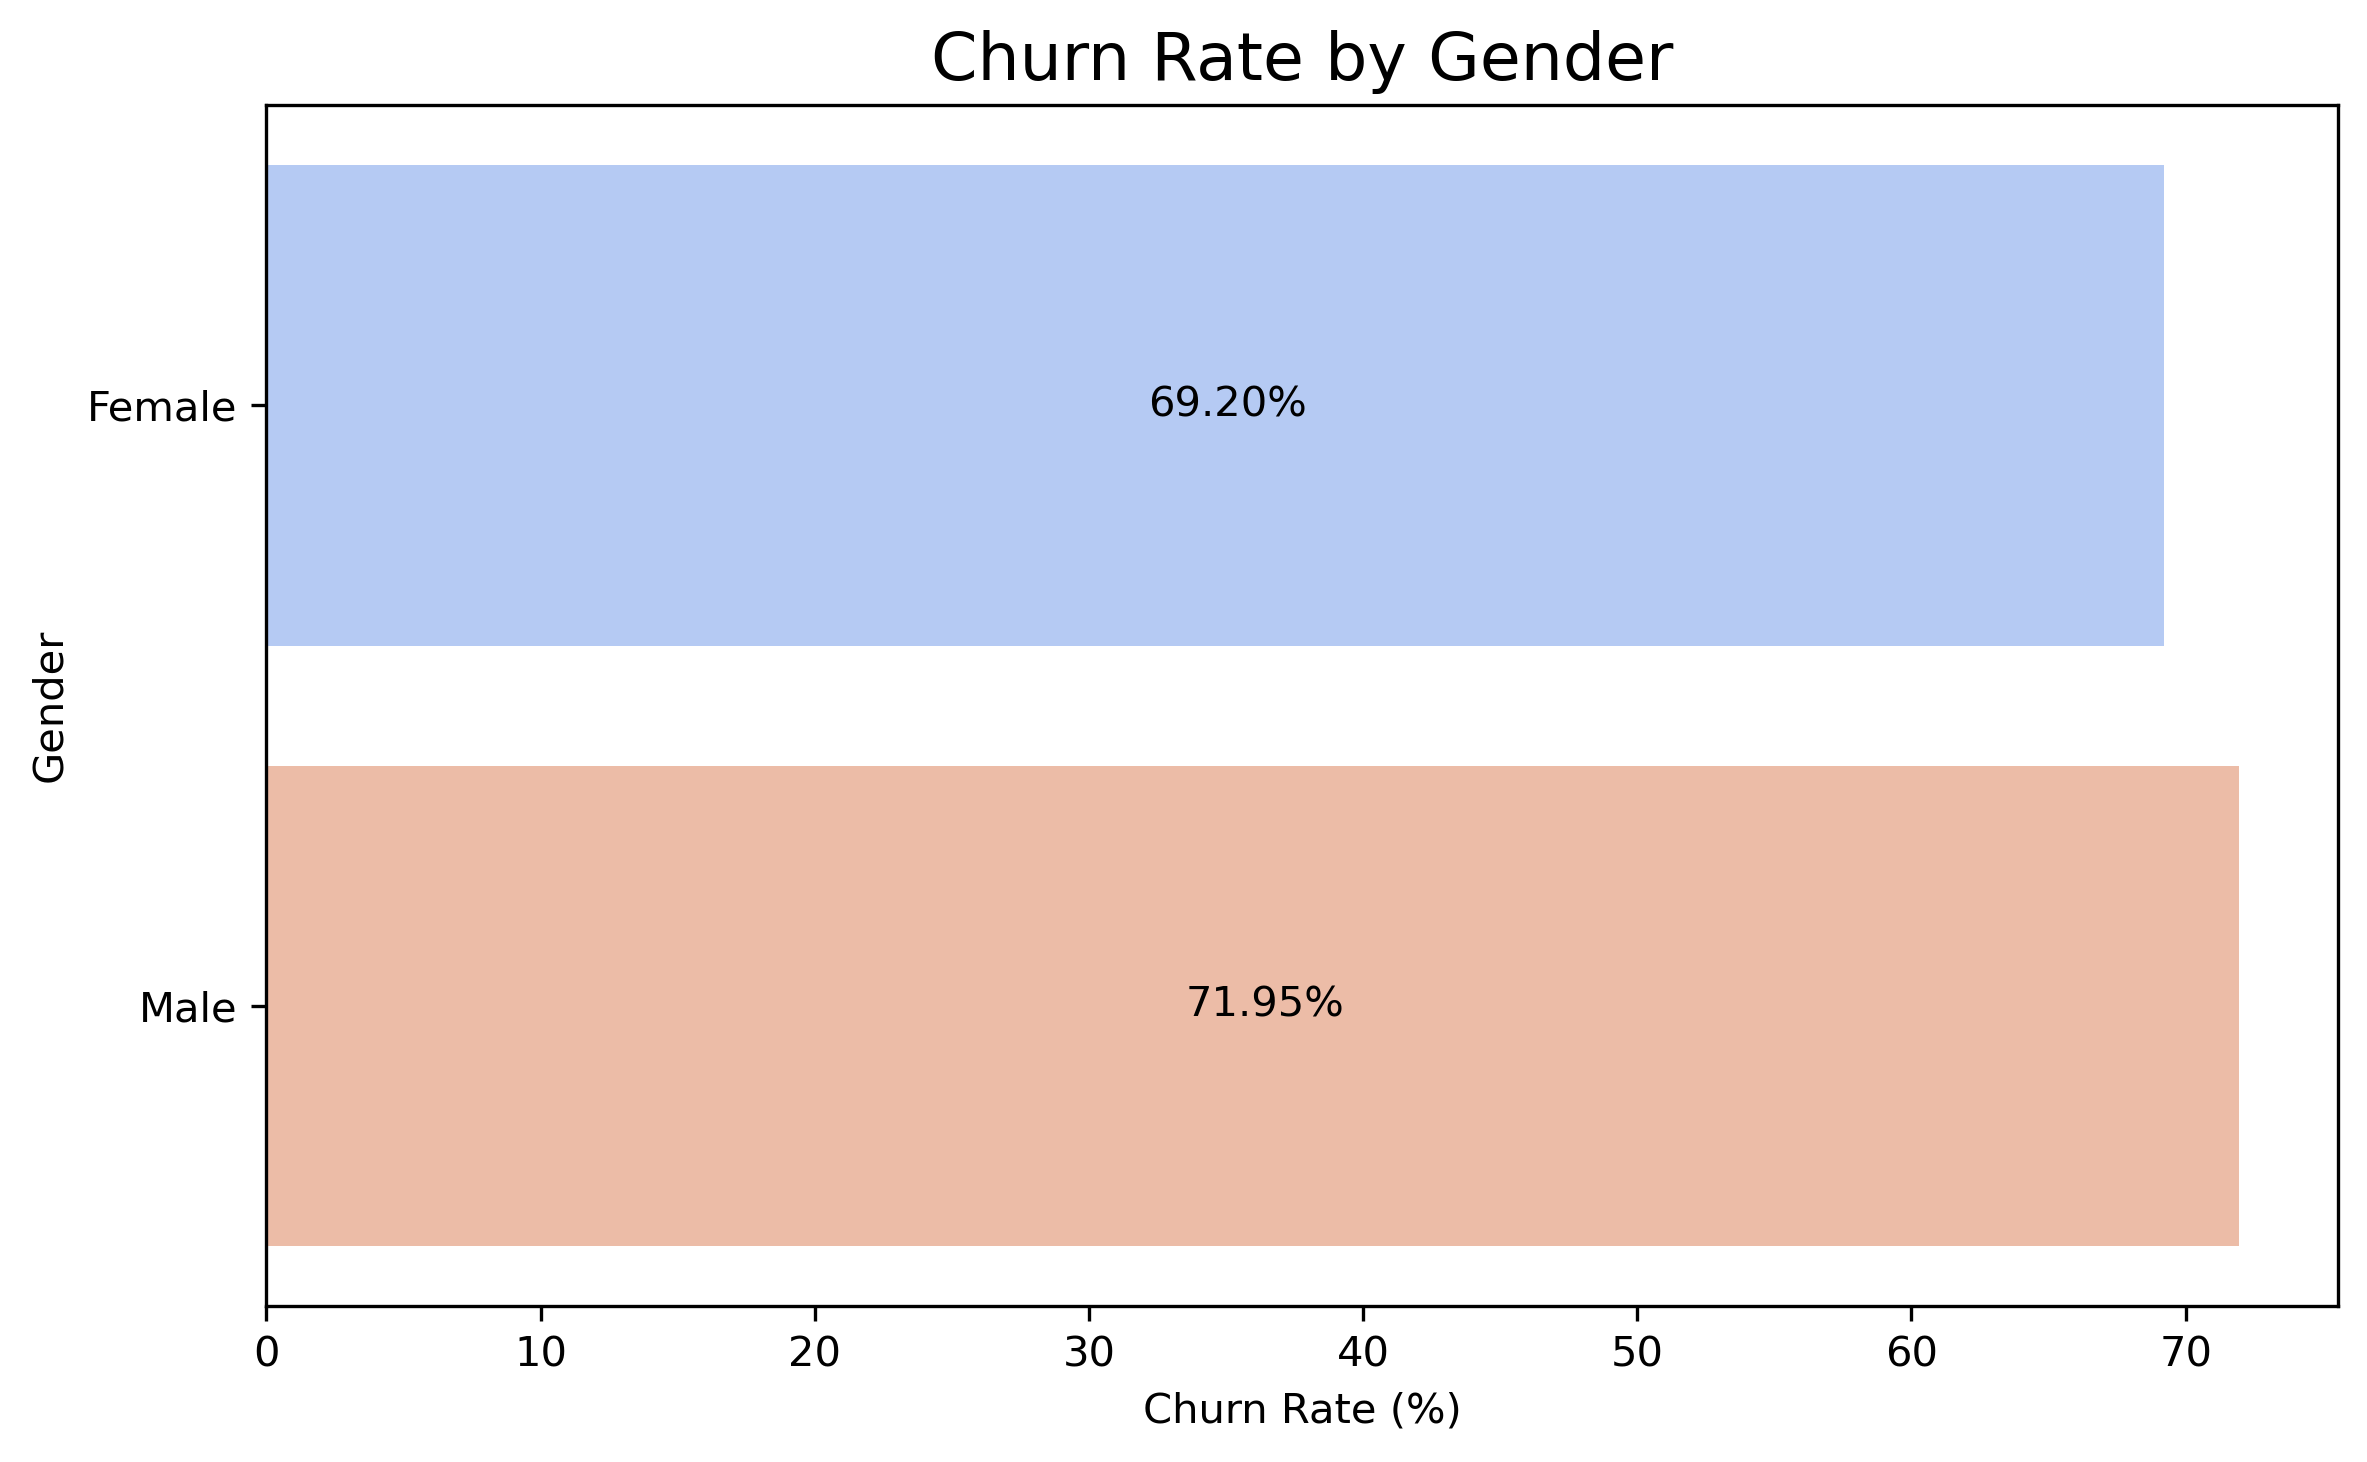 Churn Rate by Gender
Female
69.20%
Gender
Male
71.95%
0 10 20 30 40 50 60 70
Churn Rate (%)